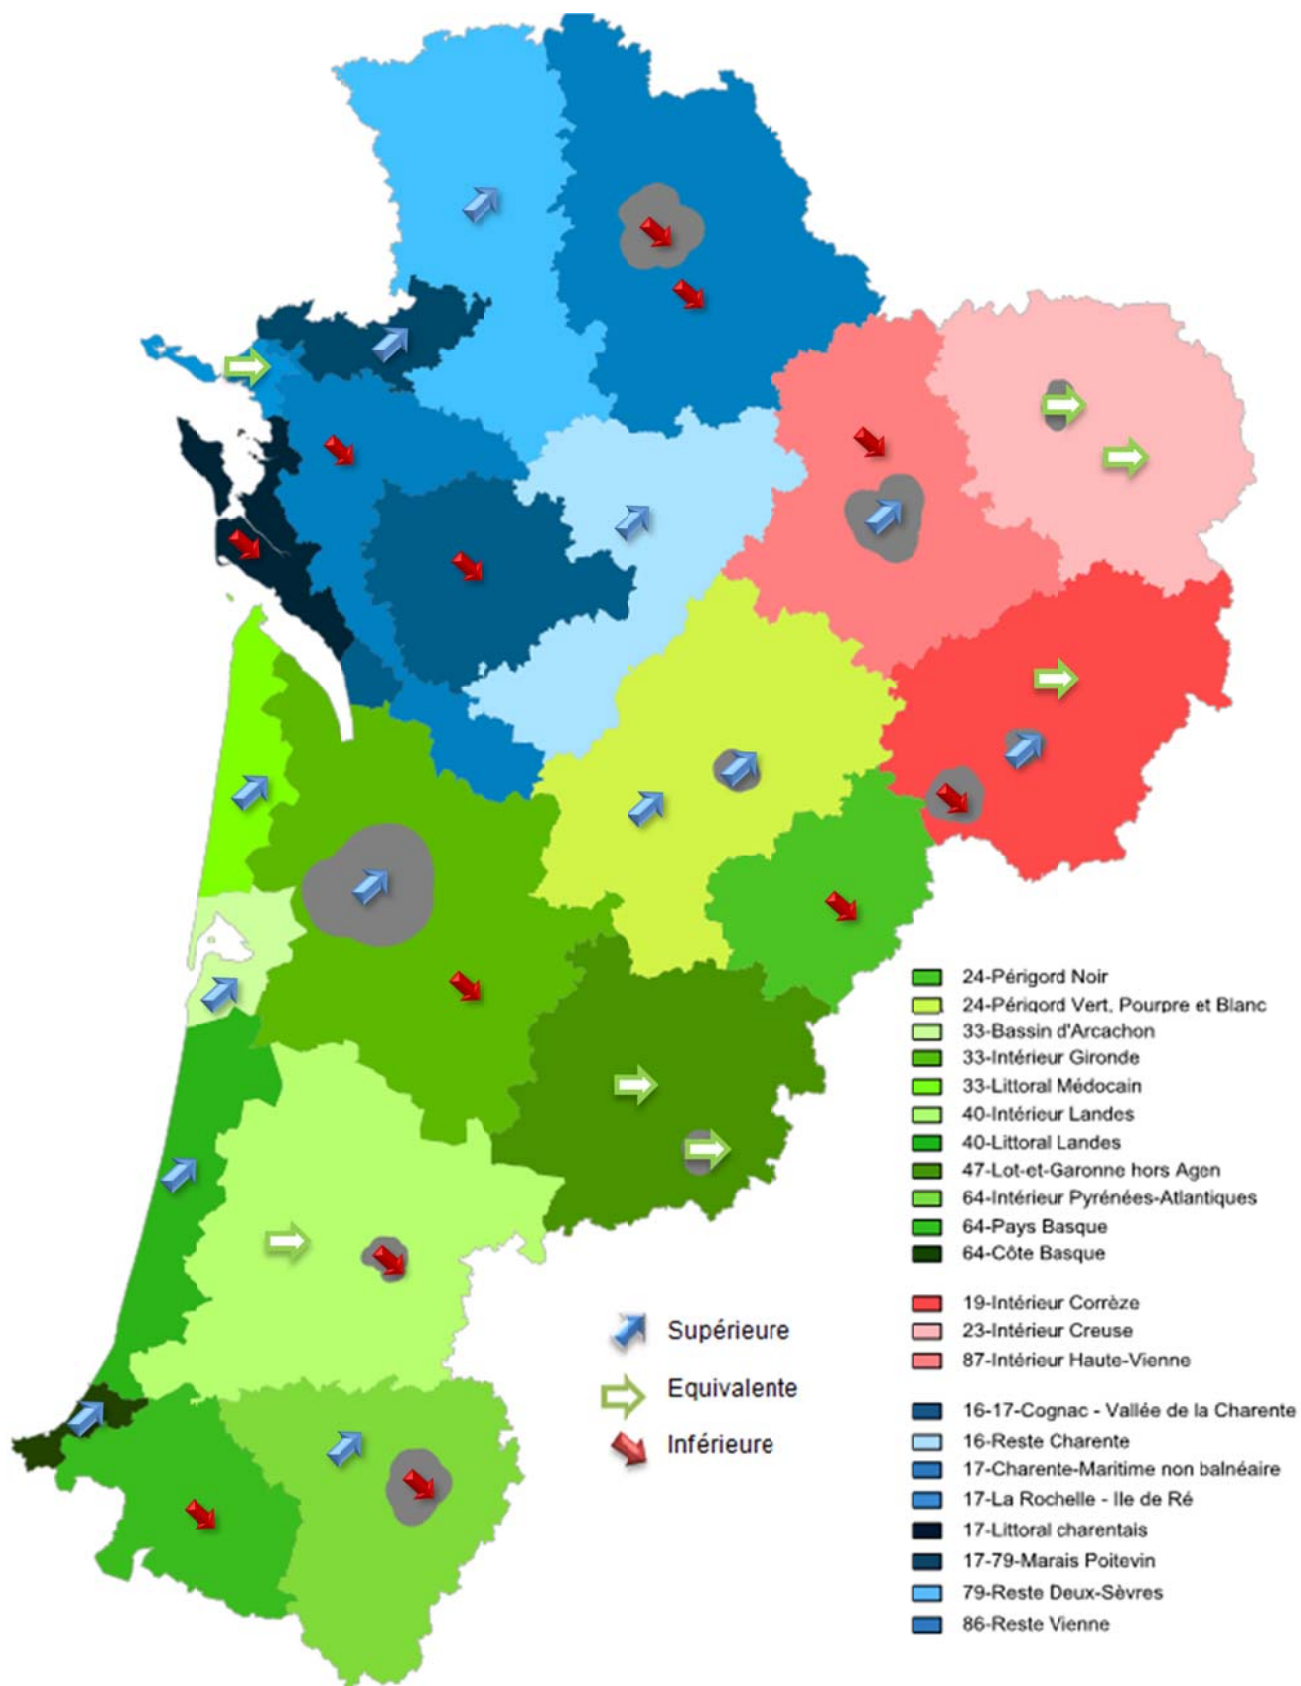 24-Périgord Noir
24-Périgord Vert, Pourpre et Blanc
33-Bassin d'Arcachon
33-Intérieur Gironde
33-Littoral Médocain
40-Intérieur Landes
40-Littoral Landes
47-Lot-et-Garonne hors Agen
64-Intérieur Pyrénées-Atlantiques
64-Pays Basque
64-Côte Basque
19-Intérieur Corrèze
23-Intérieur Creuse
87-Intérieur Haute-Vienne
16-17-Cognac - Vallée de la Charente
16-Reste Charente
17-Charente-Maritime non balnéaire
17-La Rochelle - Ile de Ré
17-Littoral charentais
17-79-Marais Poitevin
79-Reste Deux-Sèvres
86-Reste Vienne
Supérieure
Equivalente
Inférieure